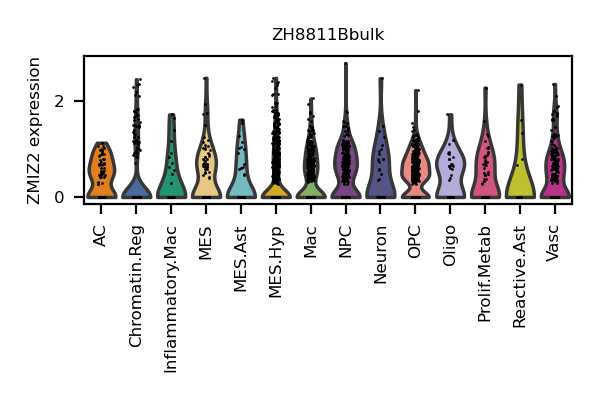 ZH8811Bbulk
ZMIZ2 expression
2
0
AC
Chromatin.Reg
Inflammatory.Mac
MES
MES.Ast
MES.Hyp
Mac
NPC
Neuron
OPC
Oligo
Prolif.Metab
Reactive.Ast
Vasc